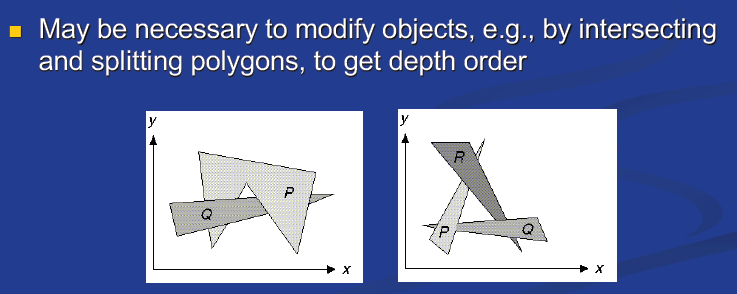 May be necessary to modify objects, e.g., by intersecting
and splitting polygons, to get depth order
y
P
Q
x
y
R
P
Q
x